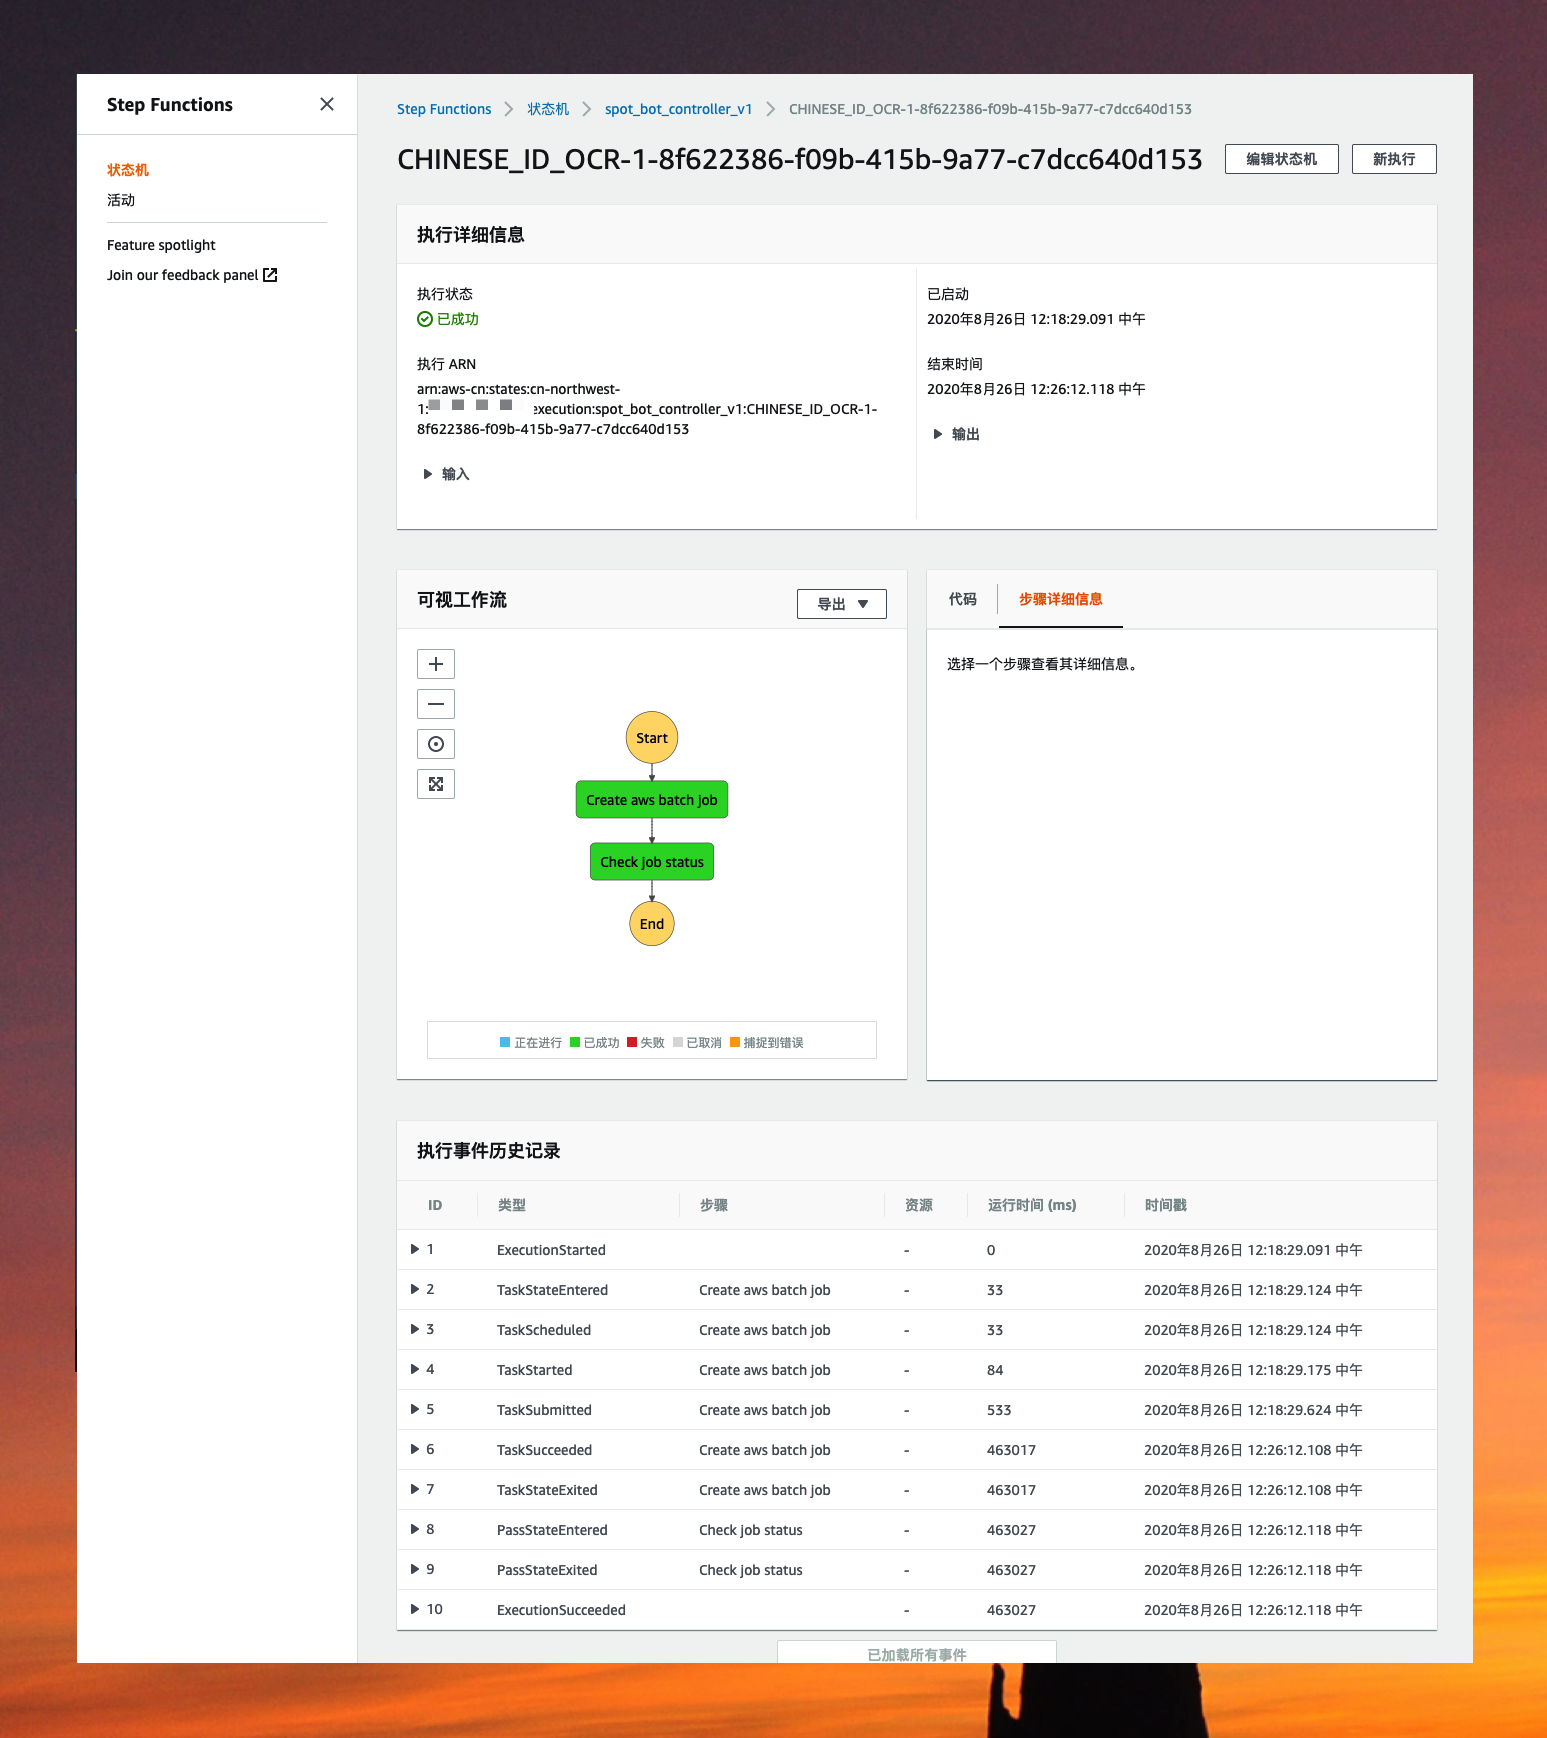 Step Functions
状态机
活动
Feature spotlight
Join our feedback panel
Step Functions 状态机 spot_bot_controller_v1 CHINESE_ID_OCR-1-8f622386-f09b-415b-9a77-c7dcc640d153
CHINESE_ID_OCR-1-8f622386-f09b-415b-9a77-c7dcc640d153 编辑状态机 新执行
执行详细信息
执行状态
已成功
执行 ARN
arn:aws-cn:states:cn-northwest-
1: execution:spot_bot_controller_v1:CHINESE_ID_OCR-1-
8f622386-f09b-415b-9a77-c7dcc640d153
输入
已启动
2020年8月26日 12:18:29.091 中午
结束时间
2020年8月26日 12:26:12.118 中午
输出
可视工作流 导出
Start
Create aws batch job
Check job status
End
正在进行 已成功 失败 已取消 捕捉到错误
代码 步骤详细信息
选择一个步骤查看其详细信息。
执行事件历史记录
ID 类型 步骤 资源 运行时间 (ms) 时间戳
1 ExecutionStarted - 0 2020年8月26日 12:18:29.091 中午
2 TaskStateEntered Create aws batch job - 33 2020年8月26日 12:18:29.124 中午
3 TaskScheduled Create aws batch job - 33 2020年8月26日 12:18:29.124 中午
4 TaskStarted Create aws batch job - 84 2020年8月26日 12:18:29.175 中午
5 TaskSubmitted Create aws batch job - 533 2020年8月26日 12:18:29.624 中午
6 TaskSucceeded Create aws batch job - 463017 2020年8月26日 12:26:12.108 中午
7 TaskStateExited Create aws batch job - 463017 2020年8月26日 12:26:12.108 中午
8 PassStateEntered Check job status - 463027 2020年8月26日 12:26:12.118 中午
9 PassStateExited Check job status - 463027 2020年8月26日 12:26:12.118 中午
10 ExecutionSucceeded - 463027 2020年8月26日 12:26:12.118 中午
已加载所有事件